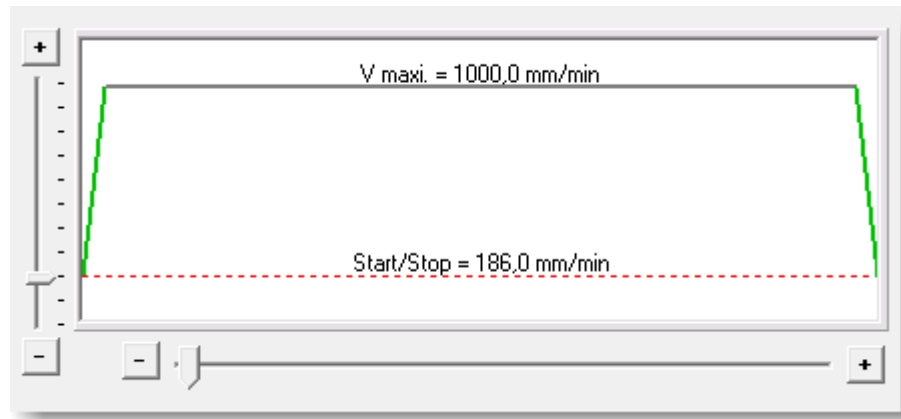 +
V maxi. = 1000,0 mm/min
Start/Stop = 186,0 mm/min
-
- +